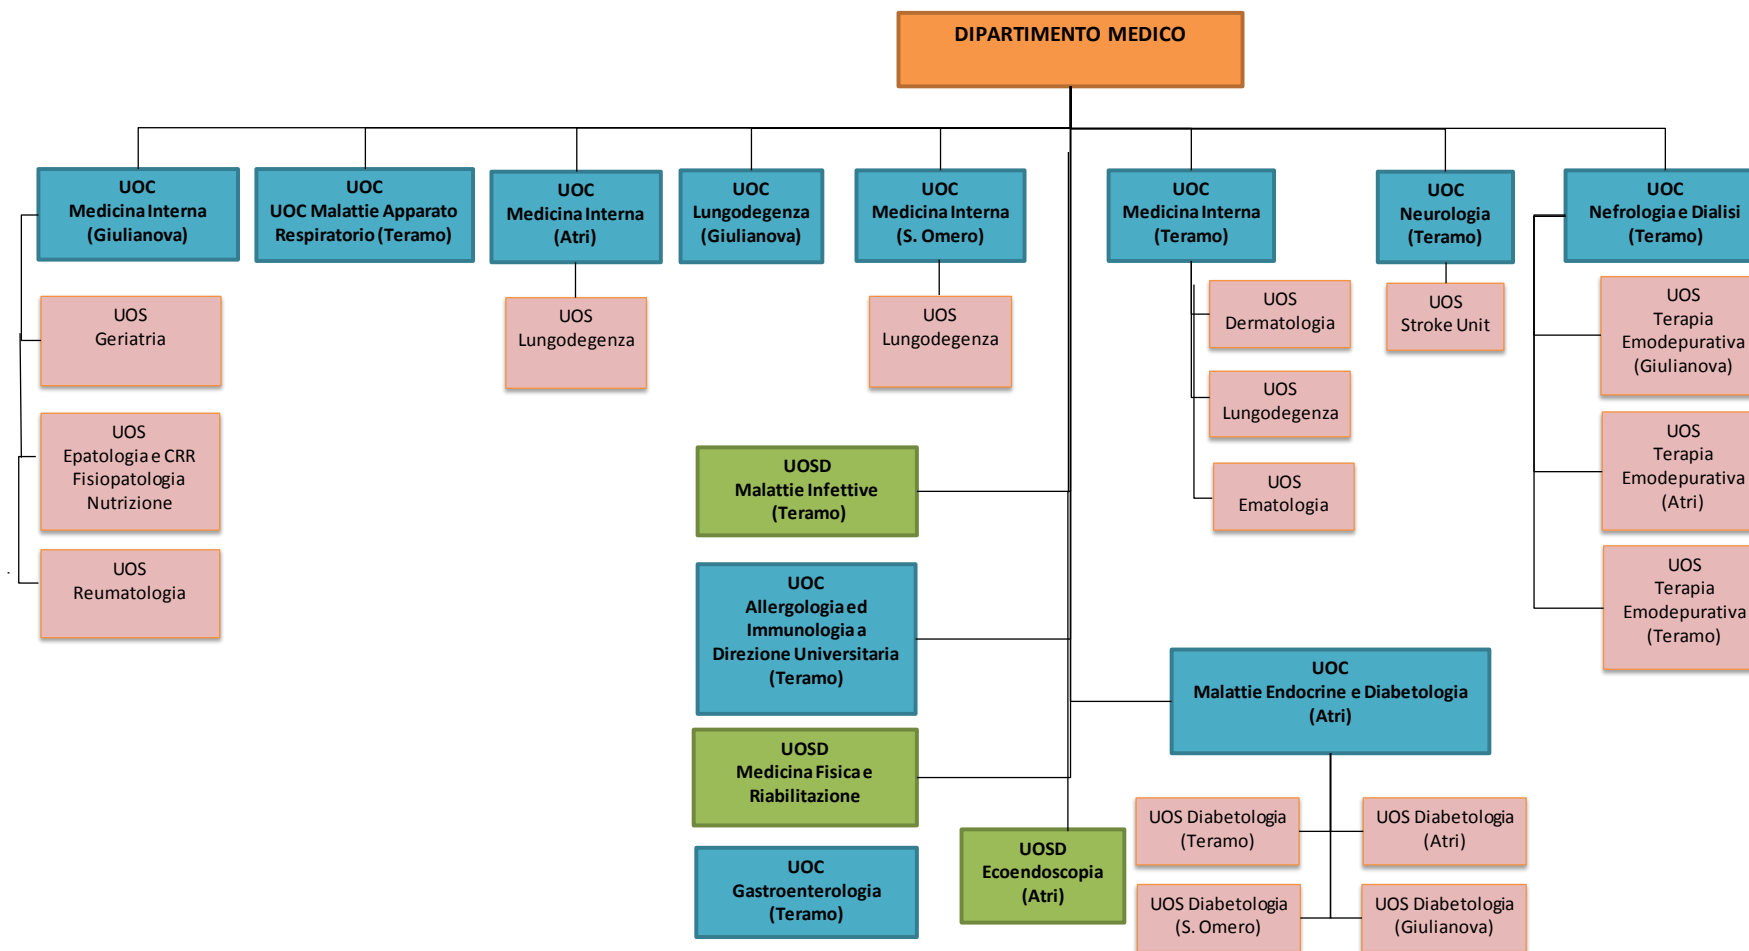 DIPARTIMENTO MEDICO
UOC
Medicina Interna
(Giulianova)
UOC
UOC Malattie Apparato
Respiratorio (Teramo)
UOC
Medicina Interna
(Atri)
UOC
Lungodegenza
(Giulianova)
UOC
Medicina Interna
(S. Omero)
UOC
Medicina Interna
(Teramo)
UOC
Neurologia
(Teramo)
UOC
Nefrologia e Dialisi
(Teramo)
UOS
Geriatria
UOS
Epatologia e CRR
Fisiopatologia
Nutrizione
UOS
Reumatologia
UOS
Lungodegenza
UOS
Lungodegenza
UOS
Dermatologia
UOS
Lungodegenza
UOS
Ematologia
UOS
Stroke Unit
UOS
Terapia
Emodepurativa
(Giulianova)
UOS
Terapia
Emodepurativa
(Atri)
UOS
Terapia
Emodepurativa
(Teramo)
UOSD
Malattie Infettive
(Teramo)
UOC
Allergologia ed
Immunologia a
Direzione Universitaria
(Teramo)
UOSD
Medicina Fisica e
Riabilitazione
UOC
Gastroenterologia
(Teramo)
UOSD
Ecoendoscopia
(Atri)
UOC
Malattie Endocrine e Diabetologia
(Atri)
UOS Diabetologia
(Teramo)
UOS Diabetologia
(Atri)
UOS Diabetologia
(S. Omero)
UOS Diabetologia
(Giulianova)